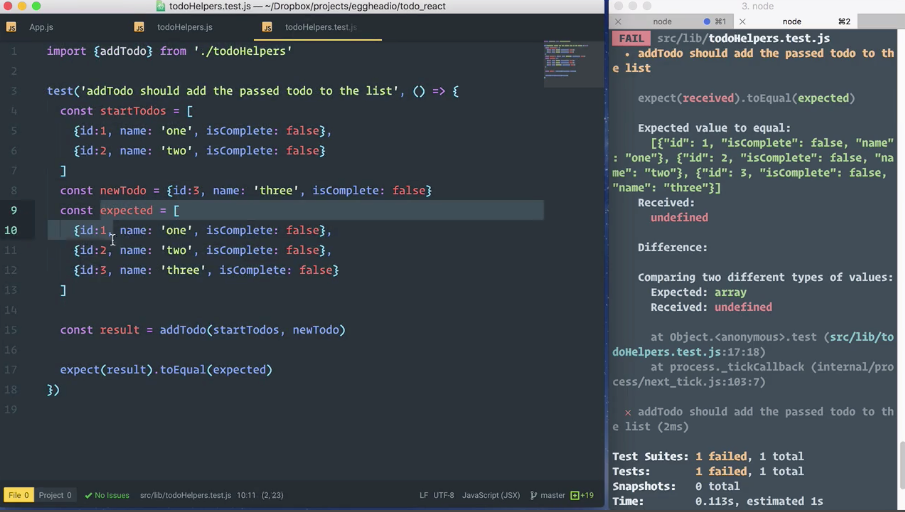 todoHelpers.test.js — ~/Dropbox/projects/eggheadio/todo_react
App.js
todoHelpers.js
todoHelpers.test.js
1 import {addTodo} from './todoHelpers'
2
3 test('addTodo should add the passed todo to the list', () => {
4 const startTodos = [
5 {id:1, name: 'one', isComplete: false},
6 {id:2, name: 'two', isComplete: false}
7 ]
8 const newTodo = {id:3, name: 'three', isComplete: false}
9 const expected = [
10 {id:1, name: 'one', isComplete: false},
11 {id:2, name: 'two', isComplete: false},
12 {id:3, name: 'three', isComplete: false}
13 ]
14
15 const result = addTodo(startTodos, newTodo)
16
17 expect(result).toEqual(expected)
18 })
19
File 0 Project 0 ✓ No Issues src/lib/todoHelpers.test.js 10:11 (2, 23) LF UTF-8 JavaScript (JSX) master +19
3. node
× node ⌘1 × node ⌘2
FAIL src/lib/todoHelpers.test.js
• addTodo should add the passed todo to th
e list
expect(received).toEqual(expected)
Expected value to equal:
[{"id": 1, "isComplete": false, "name"
: "one"}, {"id": 2, "isComplete": false, "na
me": "two"}, {"id": 3, "isComplete": false,
"name": "three"}]
Received:
undefined
Difference:
Comparing two different types of values:
Expected: array
Received: undefined
at Object.<anonymous>.test (src/lib/to
doHelpers.test.js:17:18)
at process._tickCallback (internal/pro
cess/next_tick.js:103:7)
× addTodo should add the passed todo to th
e list (2ms)
Test Suites: 1 failed, 1 total
Tests: 1 failed, 1 total
Snapshots: 0 total
Time: 0.113s, estimated 1s